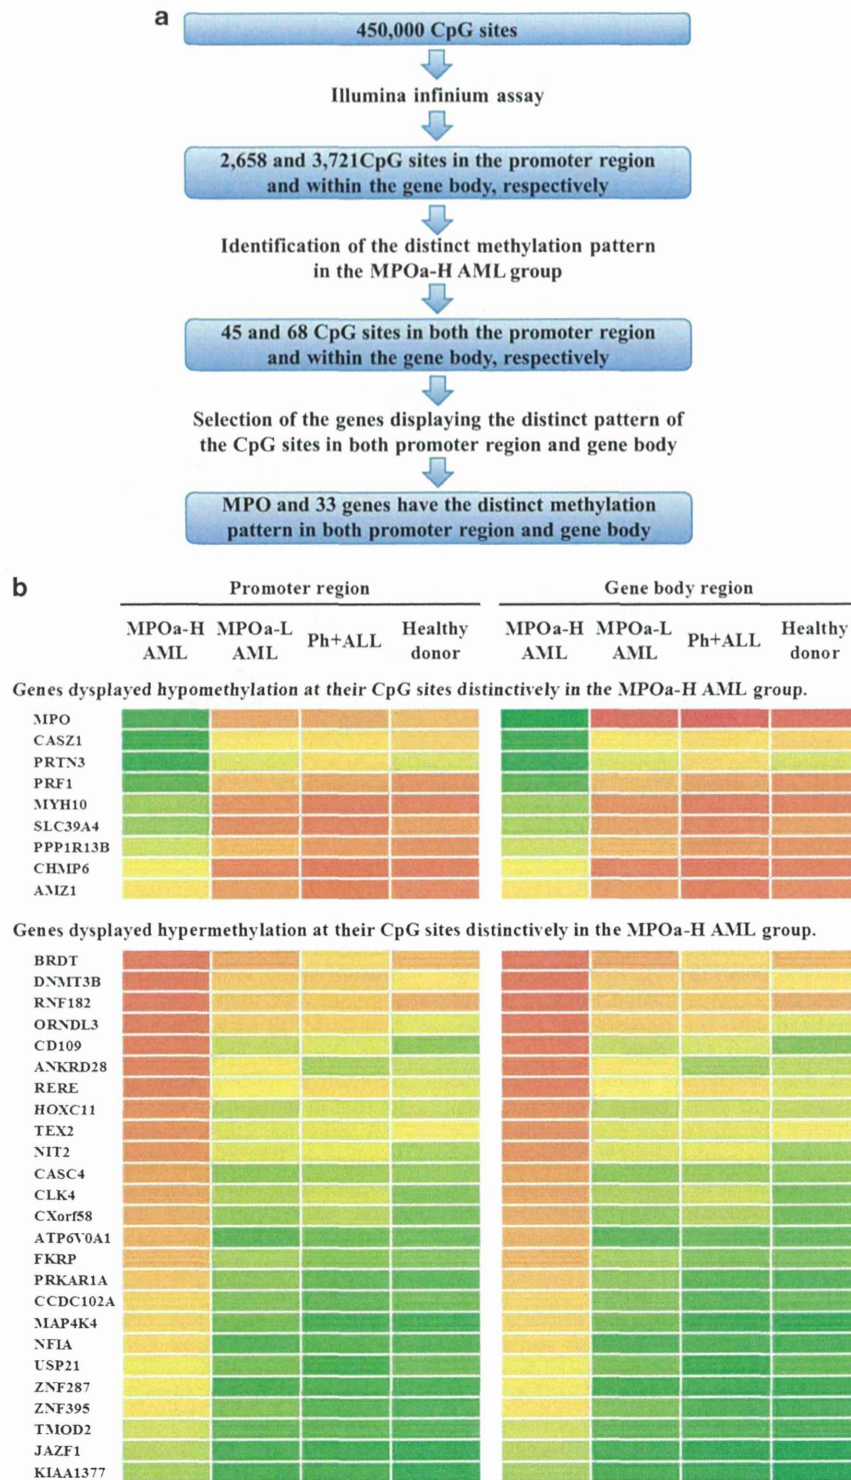 a
450,000 CpG sites
Illumina infinium assay
2,658 and 3,721CpG sites in the promoter region
and within the gene body, respectively
Identification of the distinct methylation pattern
in the MPOa-H AML group
45 and 68 CpG sites in both the promoter region
and within the gene body, respectively
Selection of the genes displaying the distinct pattern of
the CpG sites in both promoter region and gene body
MPO and 33 genes have the distinct methylation
pattern in both promoter region and gene body
b
Promoter region
Gene body region
MPOa-H AML
MPOa-L AML
Ph+ALL
Healthy donor
MPOa-H AML
MPOa-L AML
Ph+ALL
Healthy donor
Genes dysplayed hypomethylation at their CpG sites distinctively in the MPOa-H AML group.
MPO
CASZ1
PRTN3
PRF1
MYH10
SLC39A4
PPP1R13B
CHMP6
AMZ1
Genes dysplayed hypermethylation at their CpG sites distinctively in the MPOa-H AML group.
BRDT
DNMT3B
RNF182
ORNDL3
CD109
ANKRD28
RERE
HOXC11
TEX2
NIT2
CASC4
CLK4
CXorf58
ATP6V0A1
FKRP
PRKAR1A
CCDC102A
MAP4K4
NFIA
USP21
ZNF287
ZNF395
TMOD2
JAZF1
KIAA1377